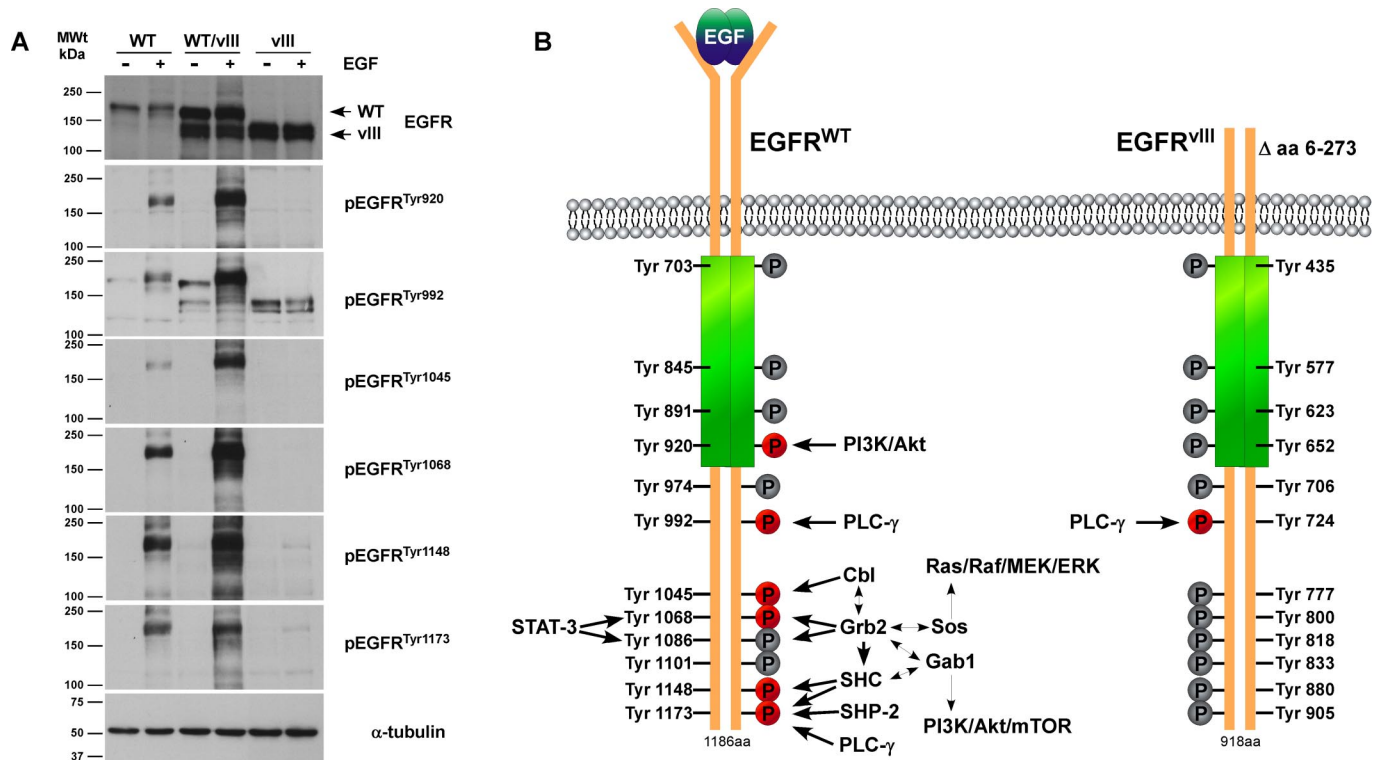 A
MWt
kDa
WT WT/vIII vIII
- + - + - + EGF
250
150
100
WT
vIII
EGFR
250
150
100
pEGFRTyr920
250
150
100
pEGFRTyr992
250
150
100
pEGFRTyr1045
250
150
100
pEGFRTyr1068
250
150
100
pEGFRTyr1148
250
150
100
pEGFRTyr1173
75
50
37
α-tubulin
B
EGF
EGFRWT
EGFRvIII
Δ aa 6-273
Tyr 703 P
Tyr 845 P
Tyr 891 P
Tyr 920 P PI3K/Akt
Tyr 974 P
Tyr 992 P PLC-γ
Tyr 1045 P
Tyr 1068 P
Tyr 1086 P
Tyr 1101 P
Tyr 1148 P
Tyr 1173 P
1186aa
STAT-3
Cbl
Ras/Raf/MEK/ERK
Grb2
Sos
Gab1
SHC
SHP-2
PI3K/Akt/mTOR
PLC-γ
P Tyr 435
P Tyr 577
P Tyr 623
P Tyr 652
P Tyr 706
PLC-γ P Tyr 724
P Tyr 777
P Tyr 800
P Tyr 818
P Tyr 833
P Tyr 880
P Tyr 905
918aa